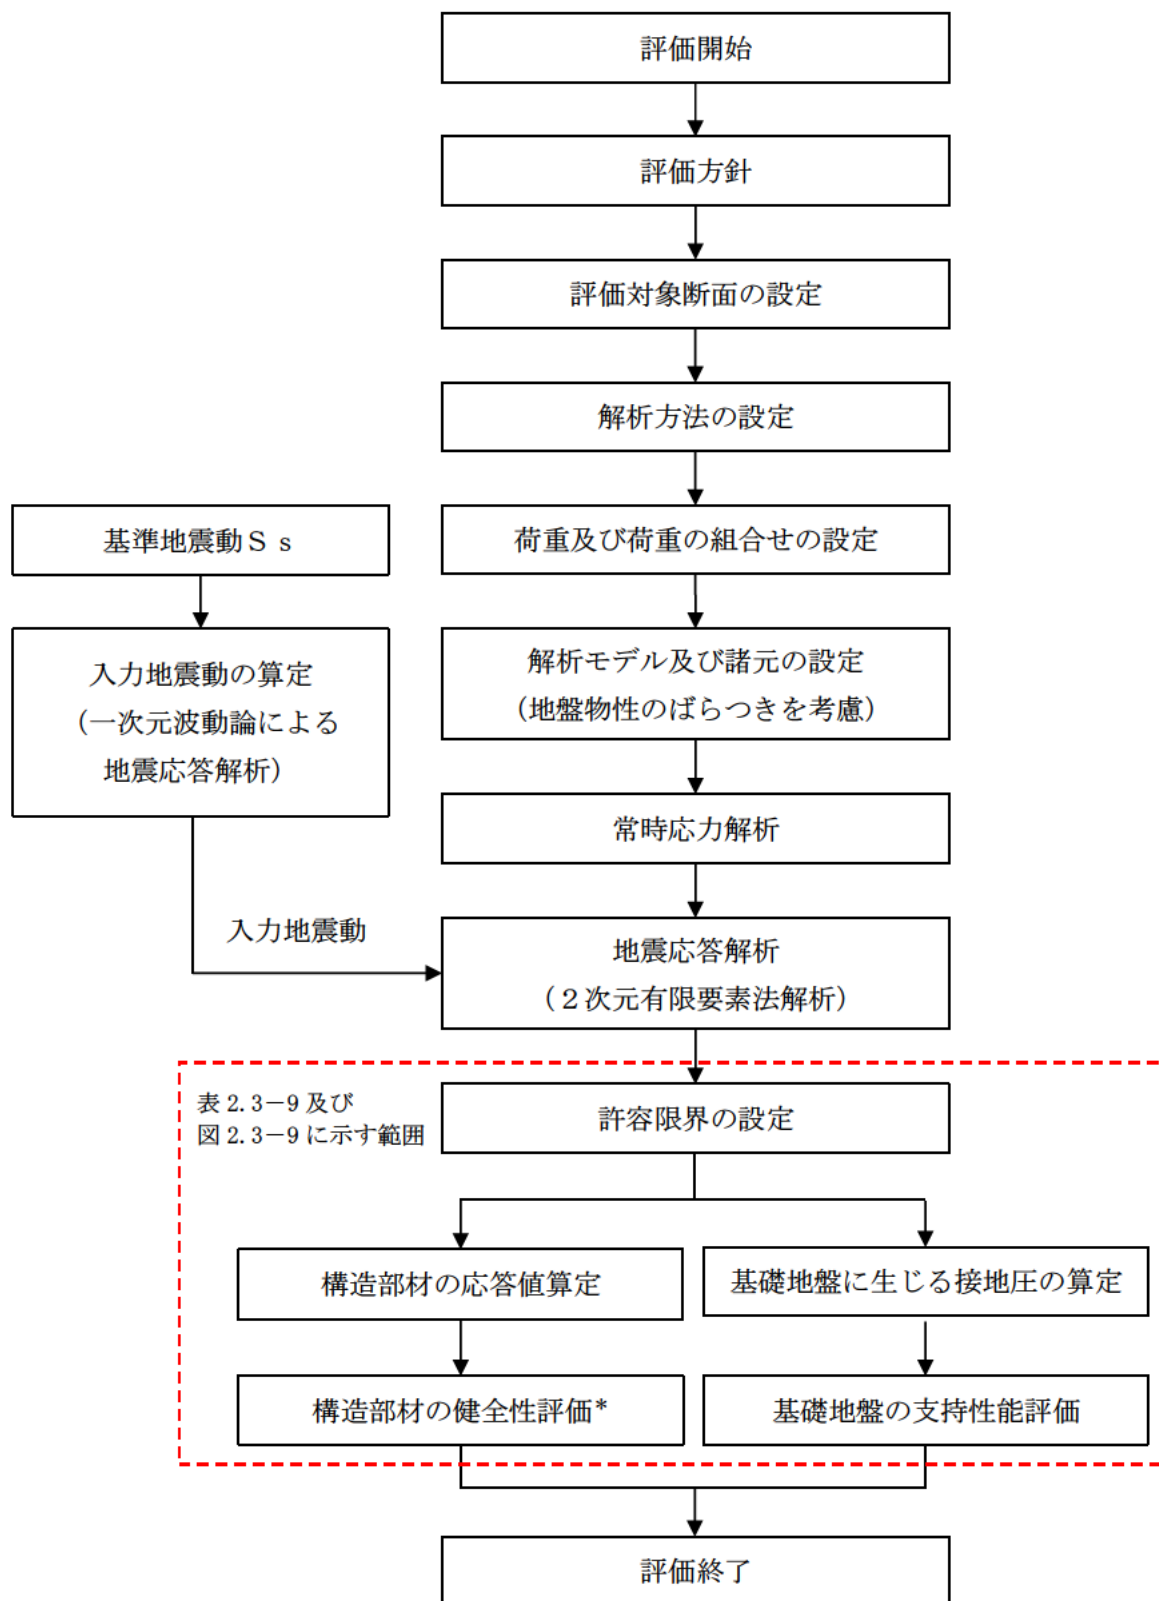 評価開始
評価方針
評価対象断面の設定
解析方法の設定
荷重及び荷重の組合せの設定
基準地震動Ｓｓ
入力地震動の算定
（一次元波動論による
地震応答解析）
解析モデル及び諸元の設定
（地盤物性のばらつきを考慮）
常時応力解析
入力地震動
地震応答解析
（２次元有限要素法解析）
表 2.3－9 及び
図 2.3－9 に示す範囲
許容限界の設定
構造部材の応答値算定
基礎地盤に生じる接地圧の算定
構造部材の健全性評価*
基礎地盤の支持性能評価
評価終了